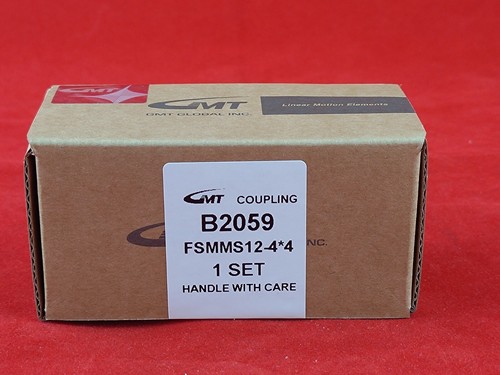 GMT
GMT GLOBAL INC.
Linear Motion Elements
GMT COUPLING
B2059
FSMMS12-4*4
1 SET
HANDLE WITH CARE
INC.